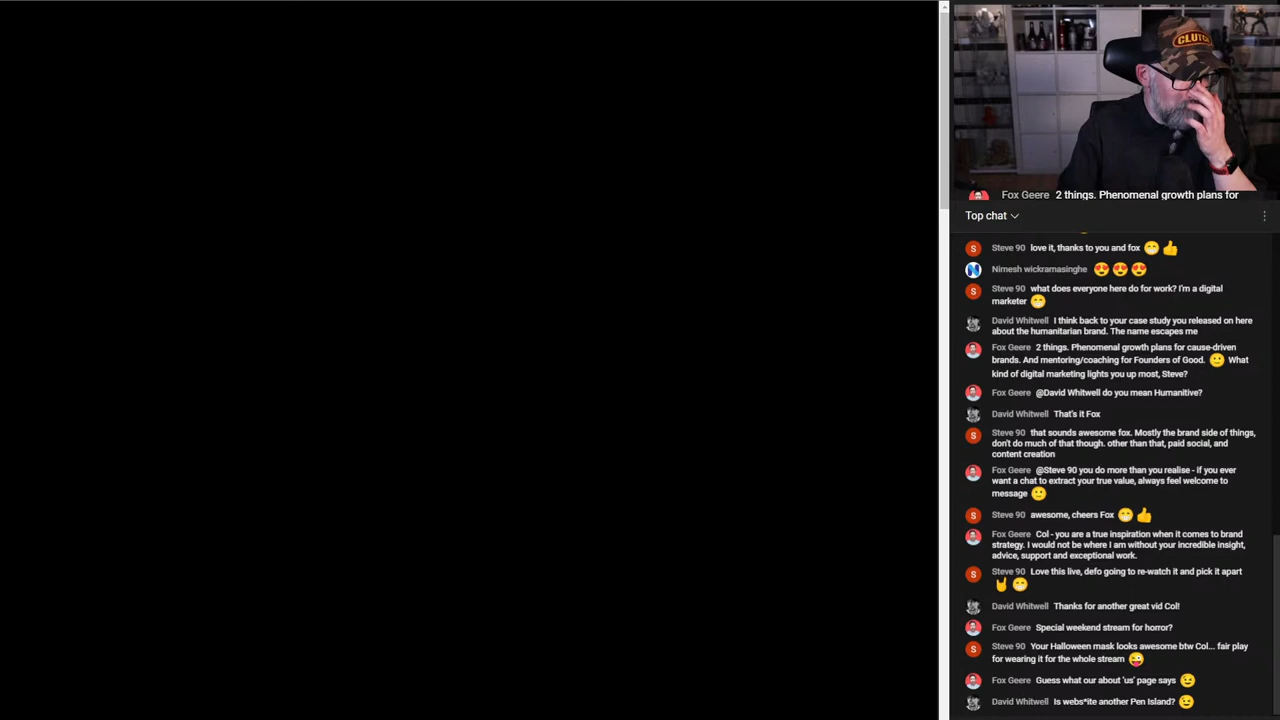 CLUTCH
Fox Geere 2 things. Phenomenal growth plans for
Top chat
Steve 90 love it, thanks to you and fox 😁👍
Nimesh wickramasinghe 😍😍😍
Steve 90 what does everyone here do for work? I'm a digital
marketer 😁
David Whitwell I think back to your case study you released on here
about the humanitarian brand. The name escapes me
Fox Geere 2 things. Phenomenal growth plans for cause-driven
brands. And mentoring/coaching for Founders of Good. 🙂 What
kind of digital marketing lights you up most, Steve?
Fox Geere @David Whitwell do you mean Humanitive?
David Whitwell That's it Fox
Steve 90 that sounds awesome fox. Mostly the brand side of things,
don't do much of that though. other than that, paid social, and
content creation
Fox Geere @Steve 90 you do more than you realise - if you ever
want a chat to extract your true value, always feel welcome to
message 🙂
Steve 90 awesome, cheers Fox 😁👍
Fox Geere Col - you are a true inspiration when it comes to brand
strategy. I would not be where I am without your incredible insight,
advice, support and exceptional work.
Steve 90 Love this live, defo going to re-watch it and pick it apart
🤘😁
David Whitwell Thanks for another great vid Col!
Fox Geere Special weekend stream for horror?
Steve 90 Your Halloween mask looks awesome btw Col... fair play
for wearing it for the whole stream 😜
Fox Geere Guess what our about 'us' page says 😉
David Whitwell Is webs*ite another Pen Island? 😉